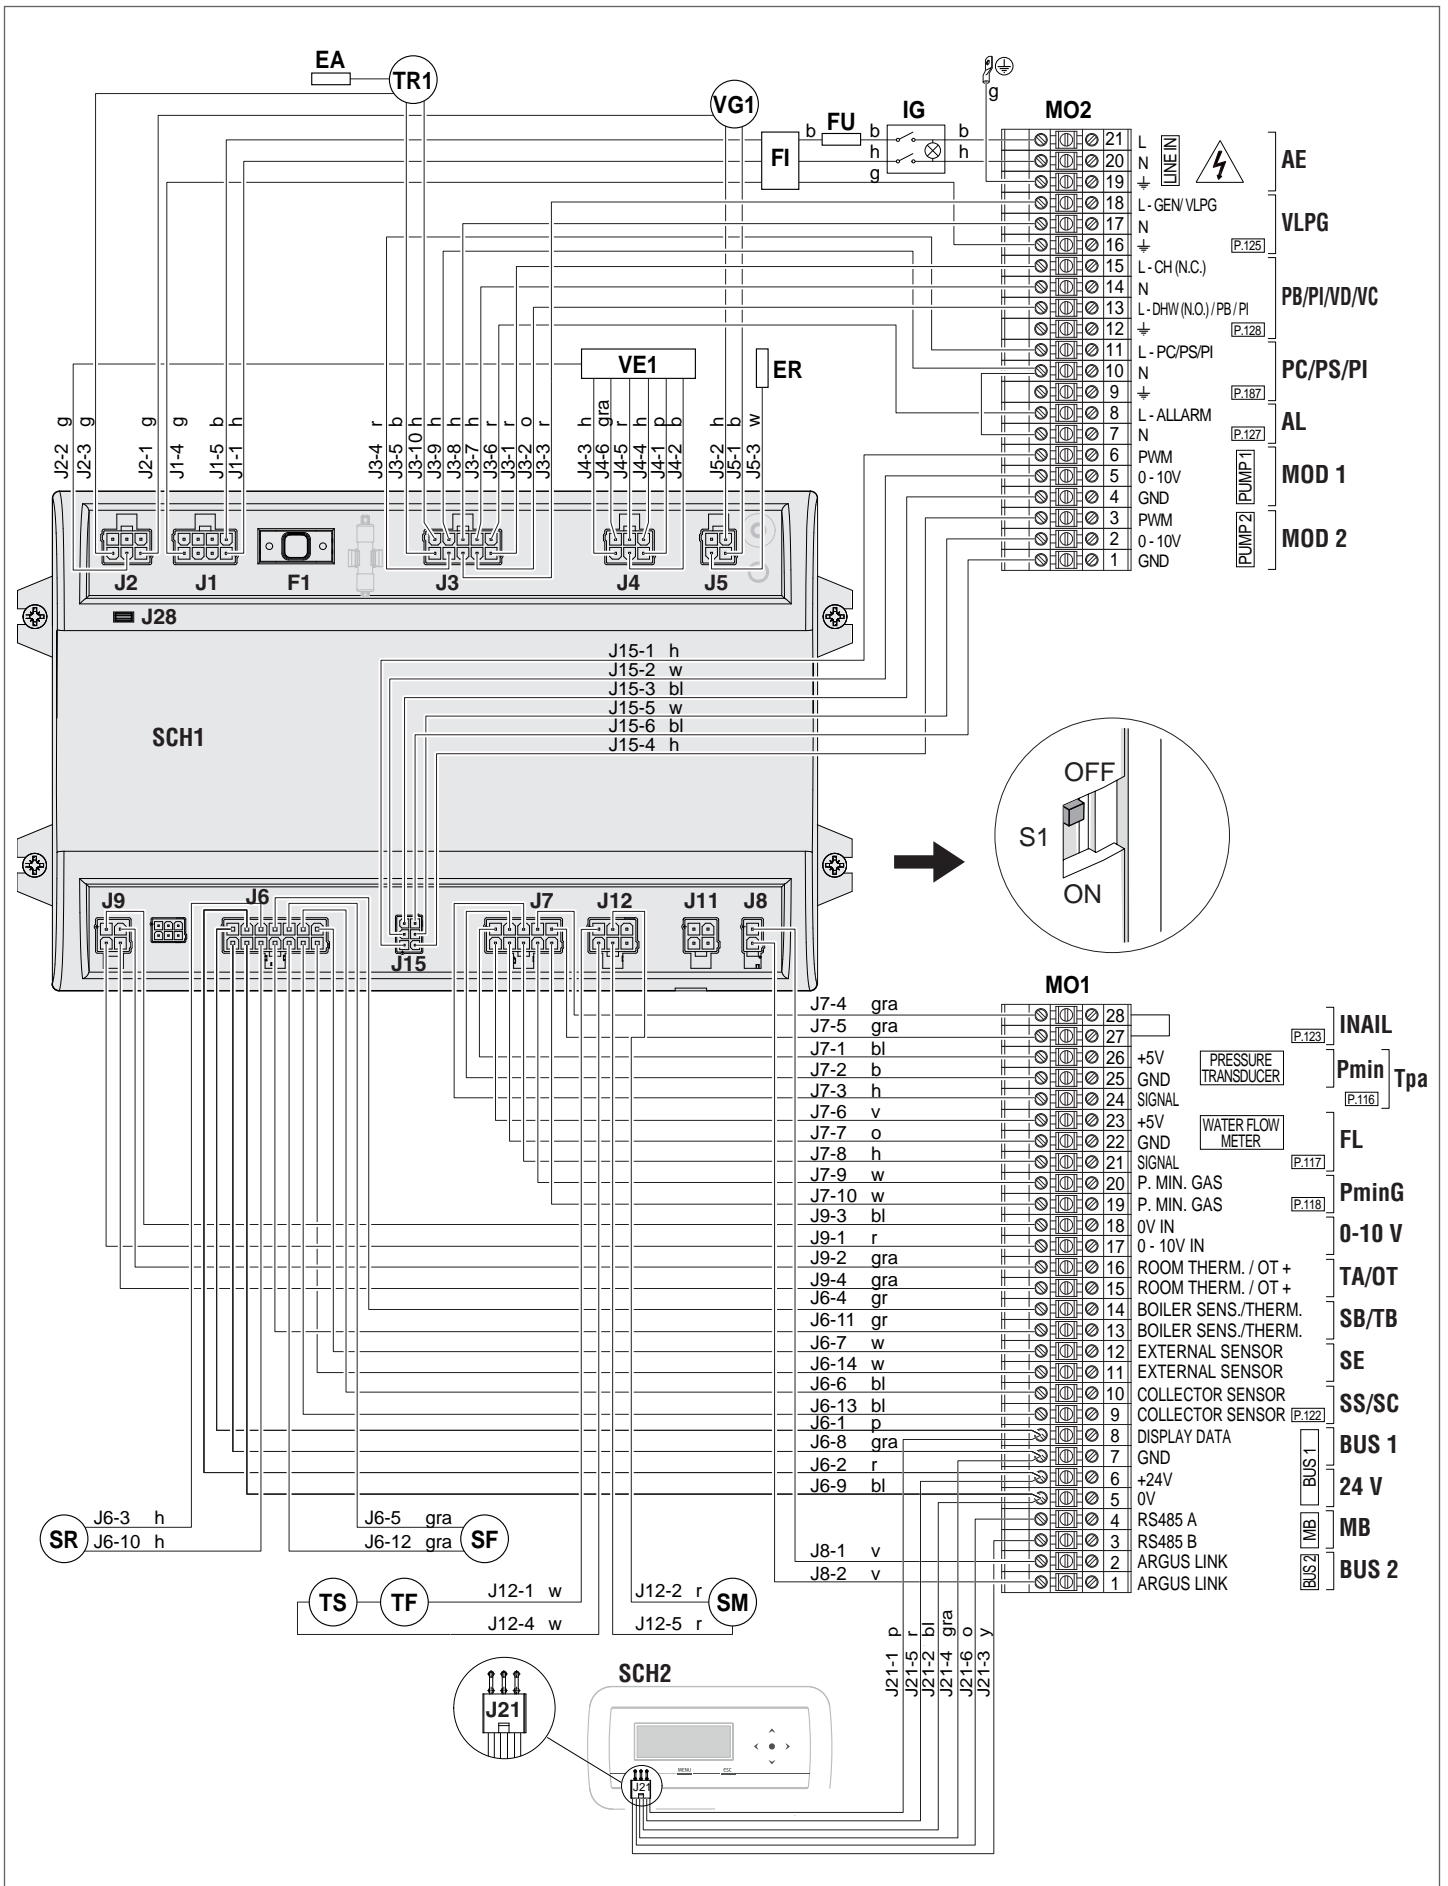 EA
TR1
VG1
FI
b
FU
b
h
g
IG
b
h
g
MO2
21 L
20 N
19
LINE IN
AE
18 L - GEN/ VLPG
17 N
16
P.125
VLPG
15 L - CH (N.C.)
14 N
13 L - DHW (N.O.) / PB / PI
12
P.128
PB/PI/VD/VC
11 L - PC/PS/PI
10 N
9
P.187
PC/PS/PI
8 L - ALLARM
7 N
P.127
AL
6 PWM
5 0 - 10V
4 GND
PUMP 1
MOD 1
3 PWM
2 0 - 10V
1 GND
PUMP 2
MOD 2
VE1
ER
J2-2 g
J2-3 g
J2-1 g
J1-4 g
J1-5 b
J1-1 h
J3-4 r
J3-5 b
J3-10 h
J3-9 h
J3-8 h
J3-7 h
J3-6 r
J3-1 r
J3-2 o
J3-3 r
J4-3 h
J4-6 gra
J4-5 r
J4-4 h
J4-1 p
J4-2 b
J5-2 h
J5-1 b
J5-3 w
J2
J1
F1
J3
J4
J5
J28
J15-1 h
J15-2 w
J15-3 bl
J15-5 w
J15-6 bl
J15-4 h
SCH1
OFF
S1
ON
J9
J6
J15
J7
J12
J11
J8
MO1
J7-4 gra
J7-5 gra
J7-1 bl
J7-2 b
J7-3 h
J7-6 v
J7-7 o
J7-8 h
J7-9 w
J7-10 w
J9-3 bl
J9-1 r
J9-2 gra
J9-4 gra
J6-4 gr
J6-11 gr
J6-7 w
J6-14 w
J6-6 bl
J6-13 bl
J6-1 p
J6-8 gra
J6-2 r
J6-9 bl
J8-1 v
J8-2 v
28
27
P.123
INAIL
26 +5V
25 GND
24 SIGNAL
PRESSURE
TRANSDUCER
Pmin
P.116
Tpa
23 +5V
22 GND
21 SIGNAL
WATER FLOW
METER
P.117
FL
20 P. MIN. GAS
19 P. MIN. GAS
P.118
PminG
18 0V IN
17 0 - 10V IN
0-10 V
16 ROOM THERM. / OT +
15 ROOM THERM. / OT +
TA/OT
14 BOILER SENS./THERM.
13 BOILER SENS./THERM.
SB/TB
12 EXTERNAL SENSOR
11 EXTERNAL SENSOR
SE
10 COLLECTOR SENSOR
9 COLLECTOR SENSOR
P.122
SS/SC
8 DISPLAY DATA
7 GND
BUS 1
BUS 1
6 +24V
5 0V
24 V
4 RS485 A
3 RS485 B
MB
MB
2 ARGUS LINK
1 ARGUS LINK
BUS 2
BUS 2
SR
J6-3 h
J6-10 h
J6-5 gra
J6-12 gra
SF
TS
TF
J12-1 w
J12-4 w
J12-2 r
J12-5 r
SM
J21-1 p
J21-5 r
J21-2 bl
J21-4 gra
J21-6 o
J21-3 y
SCH2
J21
MENU
ESC
J21